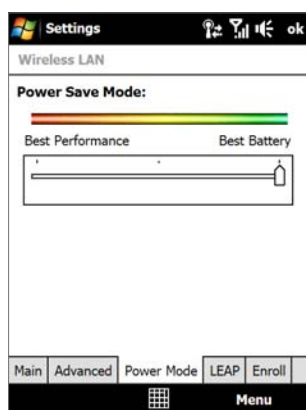 Settings ok
Wireless LAN
Power Save Mode:
Best Performance Best Battery
Main Advanced Power Mode LEAP Enroll
Menu